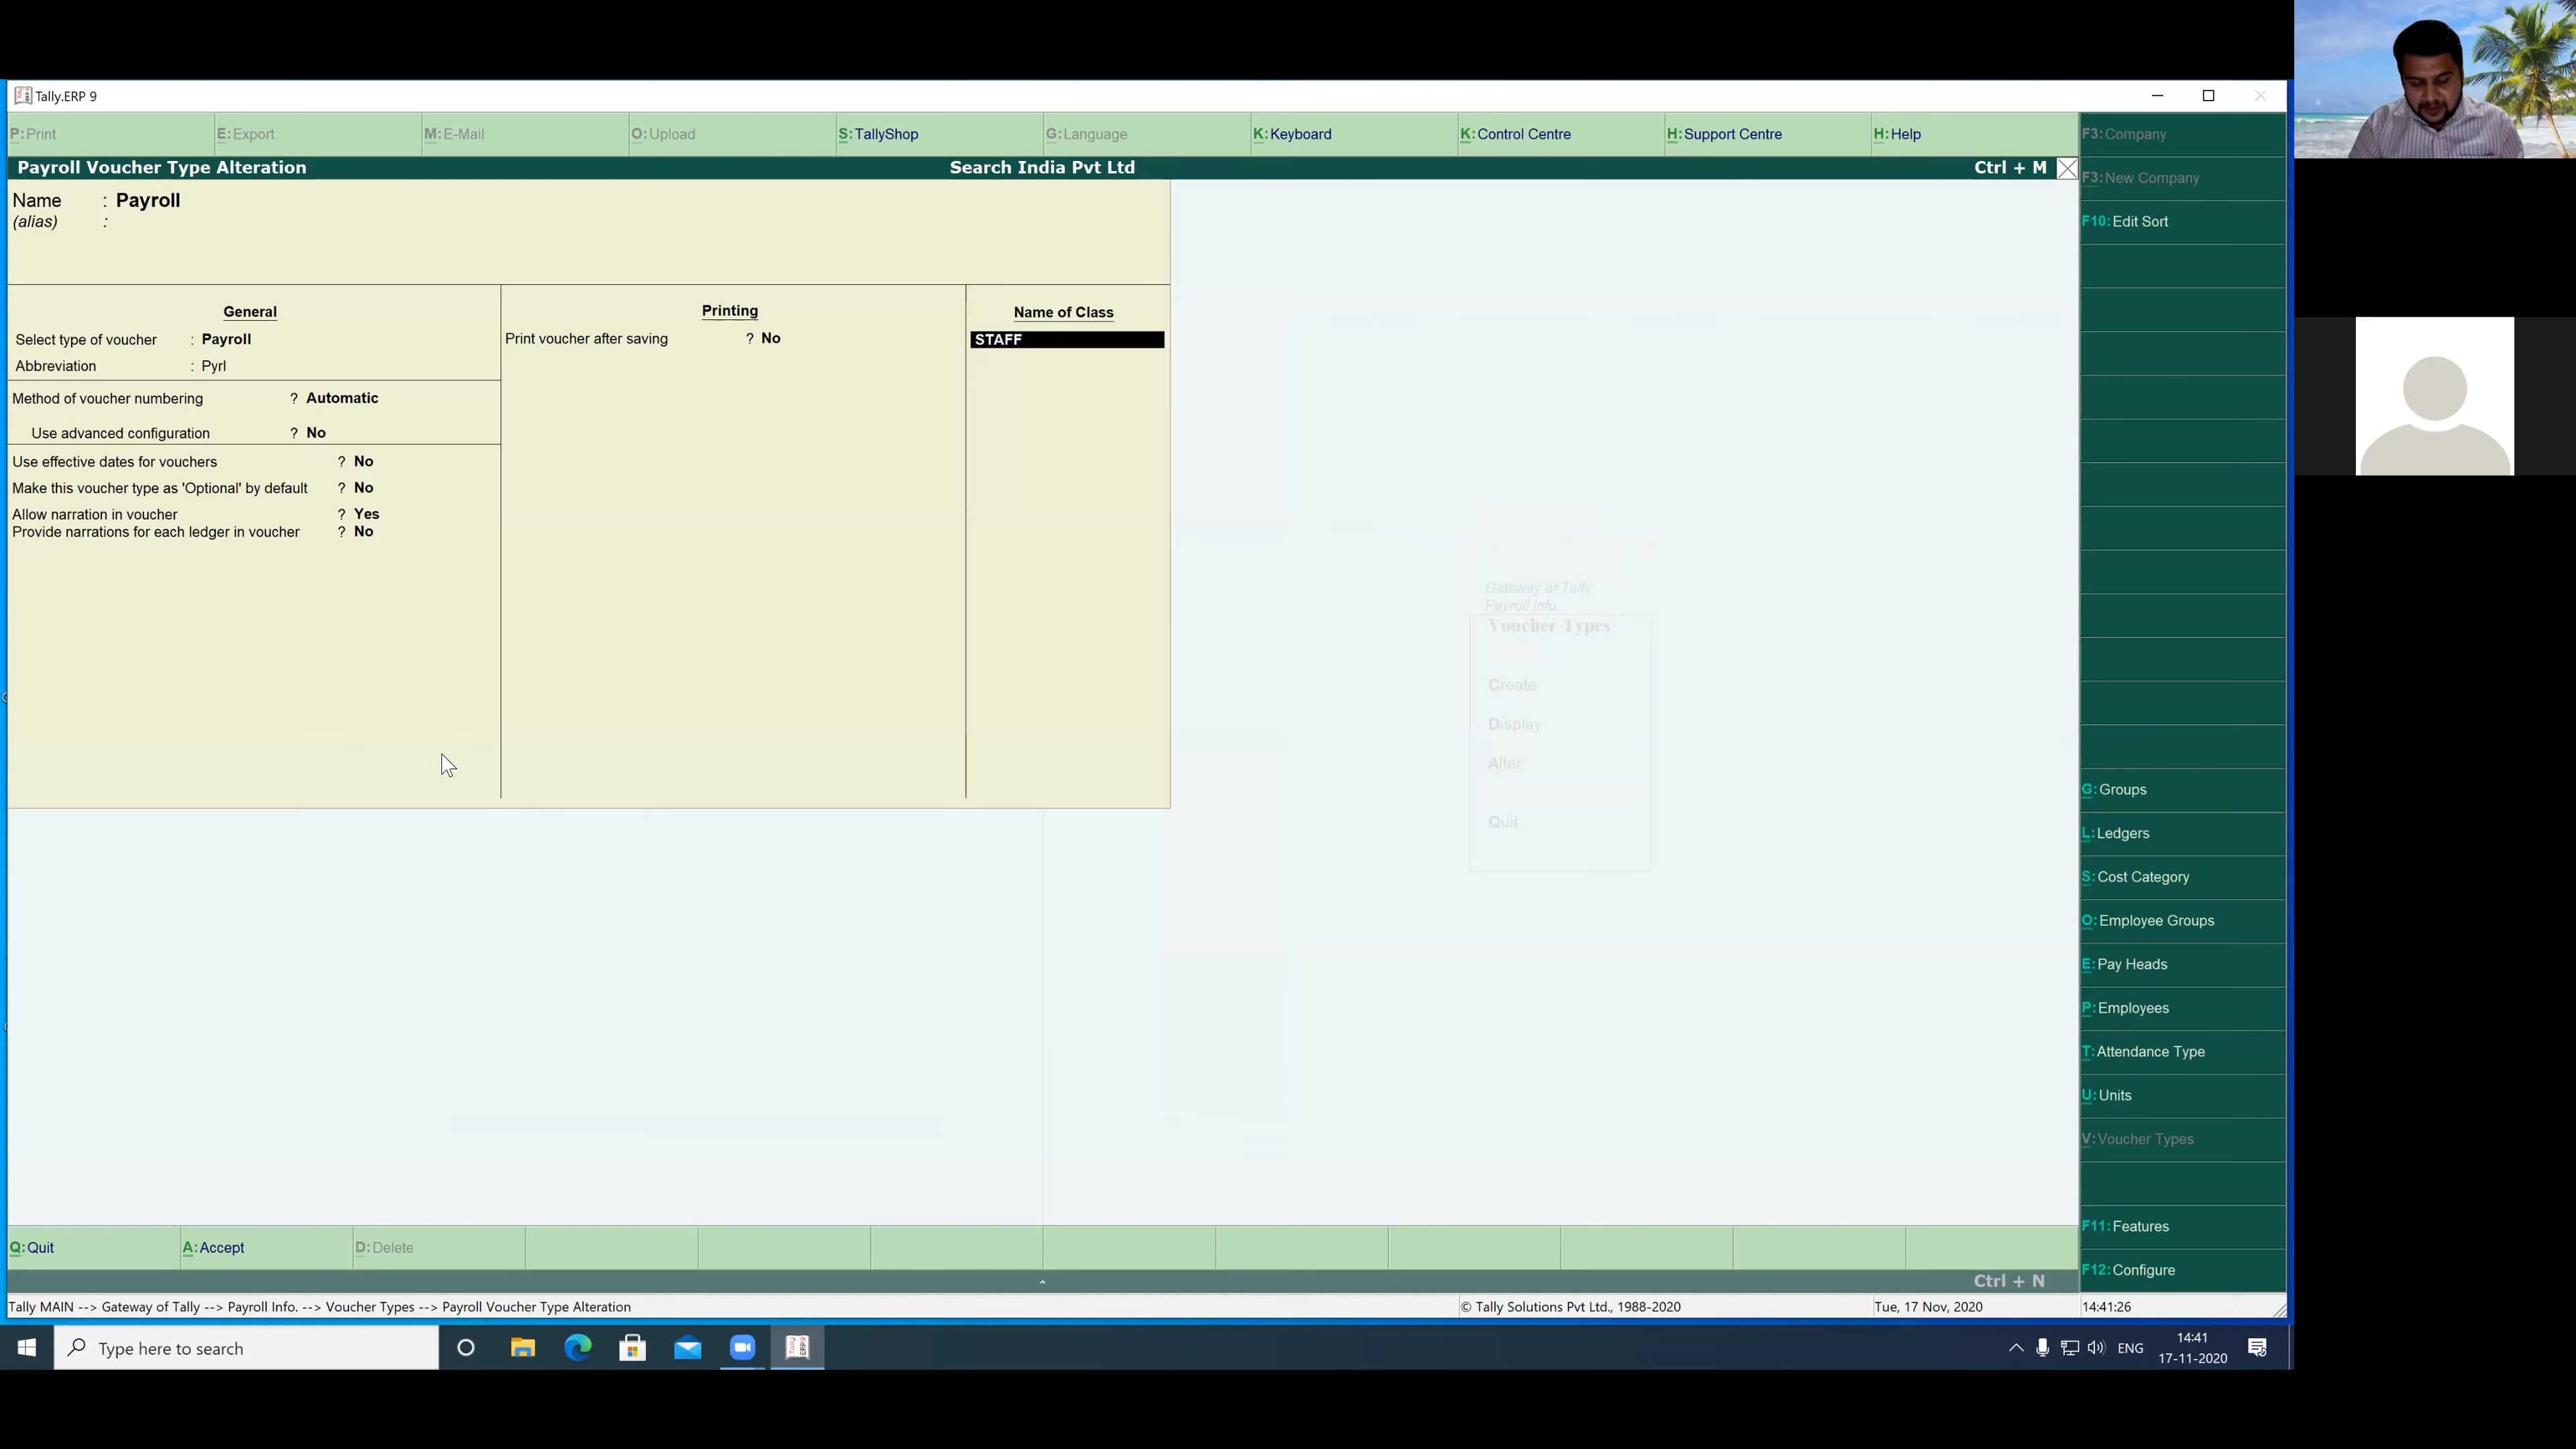 Tally.ERP 9
P: Print
E: Export
M: E-Mail
O: Upload
S: TallyShop
G: Language
K: Keyboard
K: Control Centre
H: Support Centre
H: Help
Payroll Voucher Type Alteration
Search India Pvt Ltd
Ctrl + M
Name : Payroll
(alias) :
General
Select type of voucher : Payroll
Abbreviation : Pyrl
Method of voucher numbering ? Automatic
Use advanced configuration ? No
Use effective dates for vouchers ? No
Make this voucher type as 'Optional' by default ? No
Allow narration in voucher ? Yes
Provide narrations for each ledger in voucher ? No
Printing
Print voucher after saving ? No
Name of Class
STAFF
Gateway of Tally
Payroll Info.
Voucher Types
Create
Display
Alter
Quit
F3: Company
F3: New Company
F10: Edit Sort
G: Groups
L: Ledgers
S: Cost Category
O: Employee Groups
E: Pay Heads
P: Employees
T: Attendance Type
U: Units
V: Voucher Types
F11: Features
F12: Configure
Q: Quit
A: Accept
D: Delete
Ctrl + N
Tally MAIN --> Gateway of Tally --> Payroll Info. --> Voucher Types --> Payroll Voucher Type Alteration
© Tally Solutions Pvt Ltd., 1988-2020
Tue, 17 Nov, 2020
14:41:26
Type here to search
ENG
14:41
17-11-2020